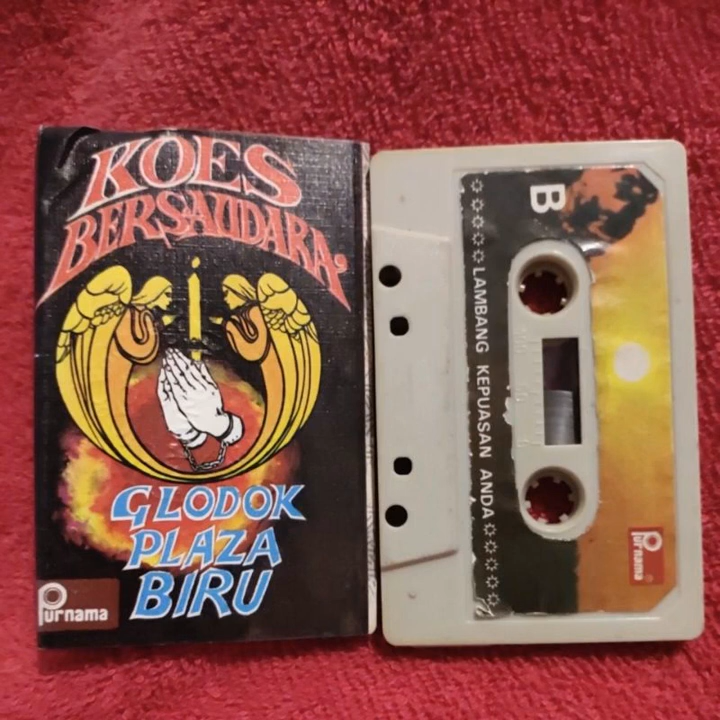 KOES
BERSAUDARA
GLODOK
PLAZA
BIRU
Purnama
B
LAMBANG KEPUASAN ANDA
Purnama